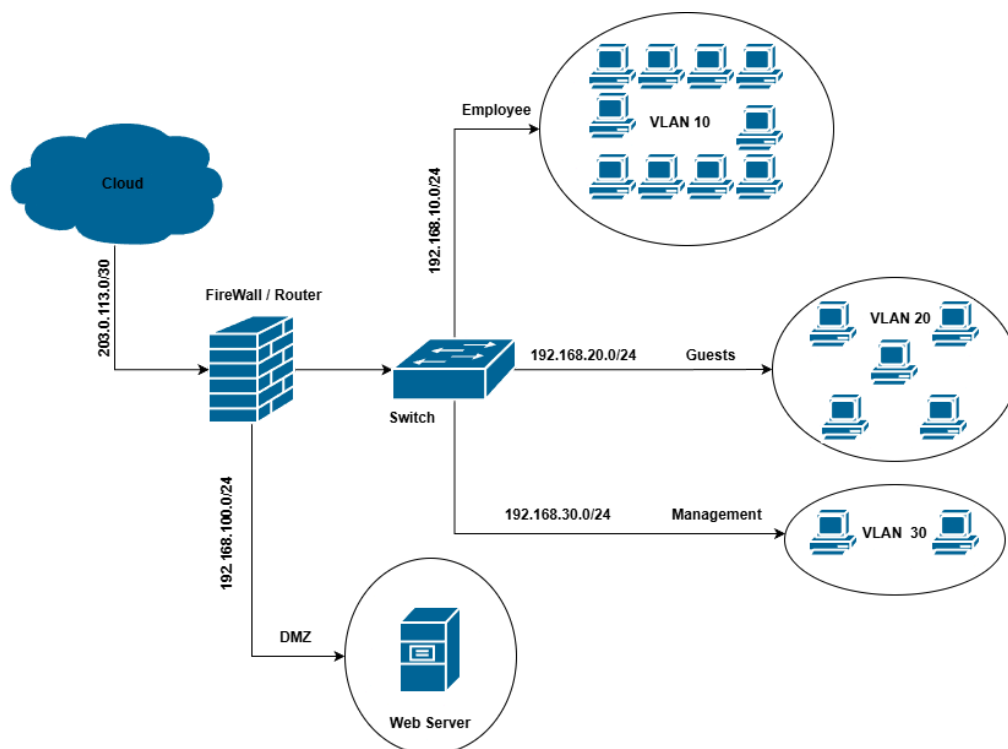 Employee
VLAN 10
192.168.10.0/24
Cloud
203.0.113.0/30
FireWall / Router
Switch
192.168.20.0/24
Guests
VLAN 20
192.168.30.0/24
Management
VLAN  30
192.168.100.0/24
DMZ
Web Server